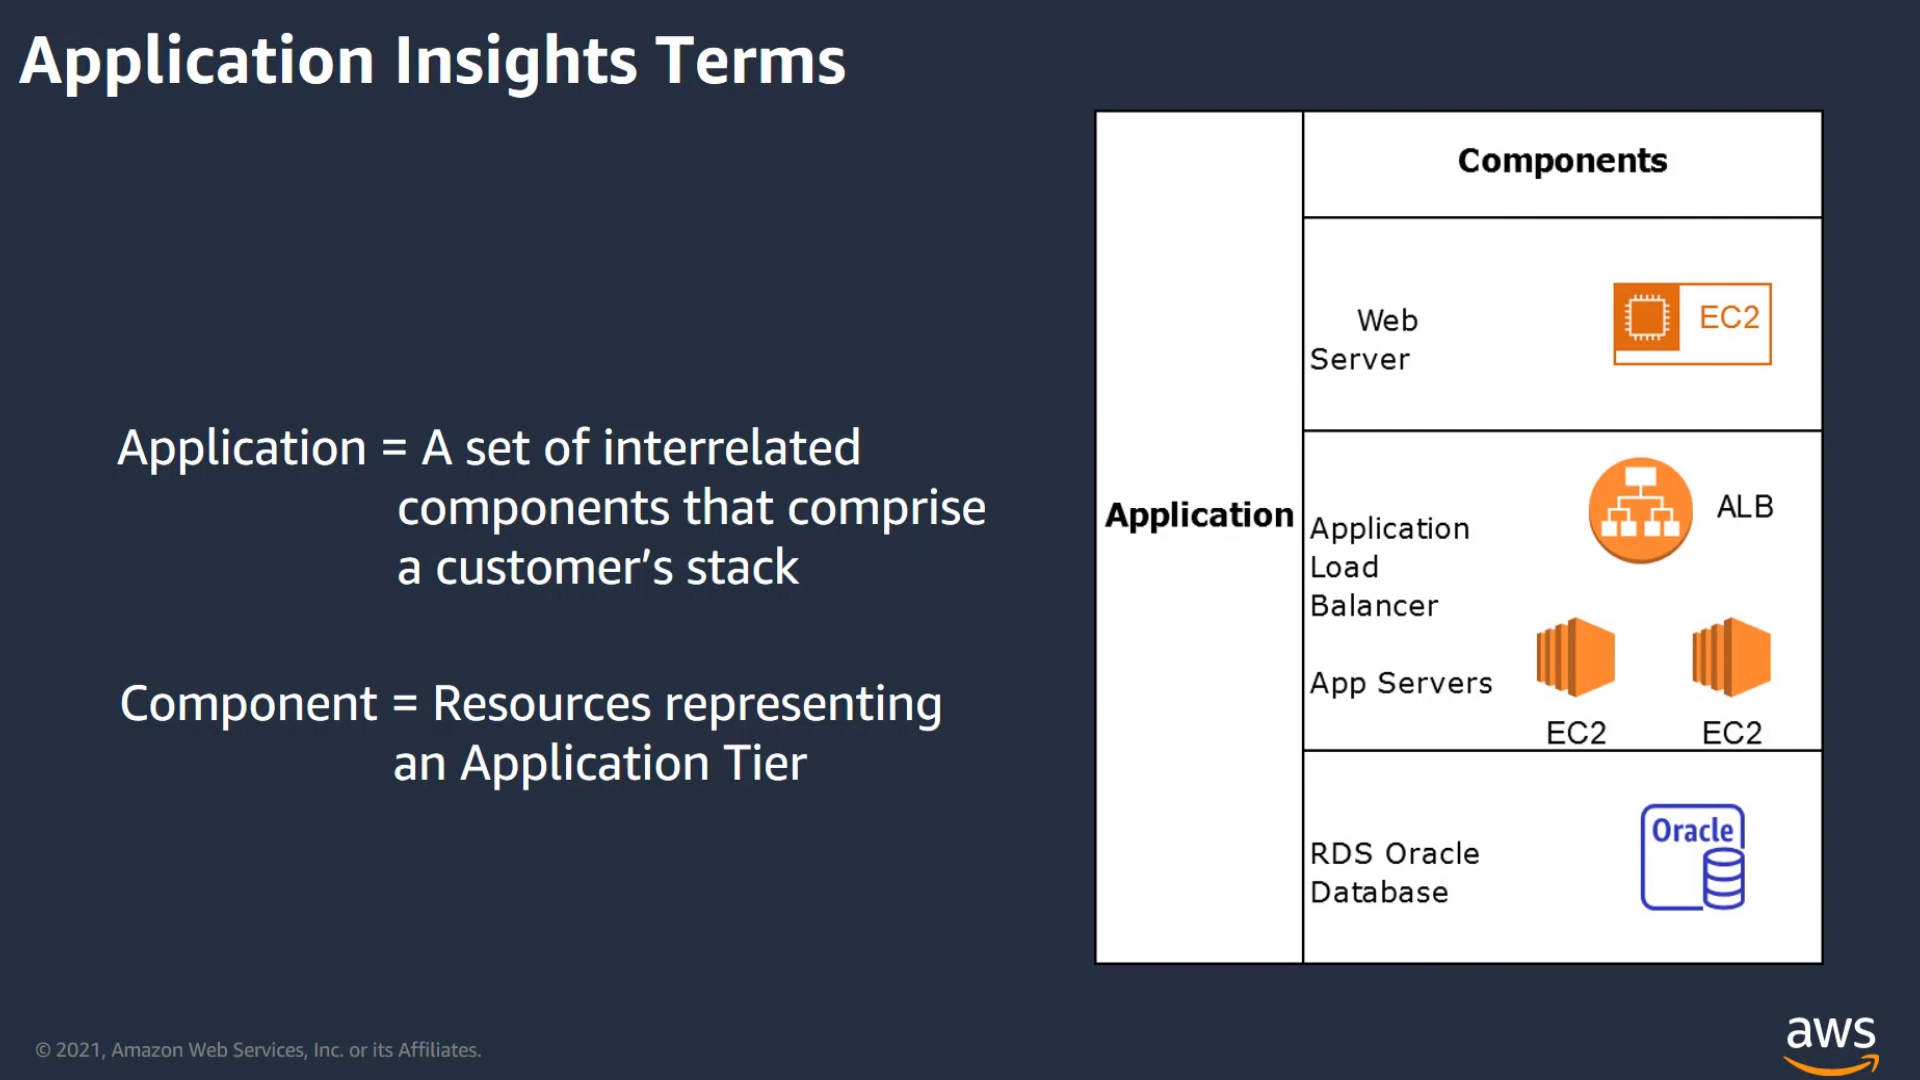 Application Insights Terms
Application = A set of interrelated
components that comprise
a customer’s stack
Component = Resources representing
an Application Tier
Application
Components
Web
Server
EC2
Application
Load
Balancer
ALB
App Servers
EC2
EC2
RDS Oracle
Database
Oracle
© 2021, Amazon Web Services, Inc. or its Affiliates.
aws